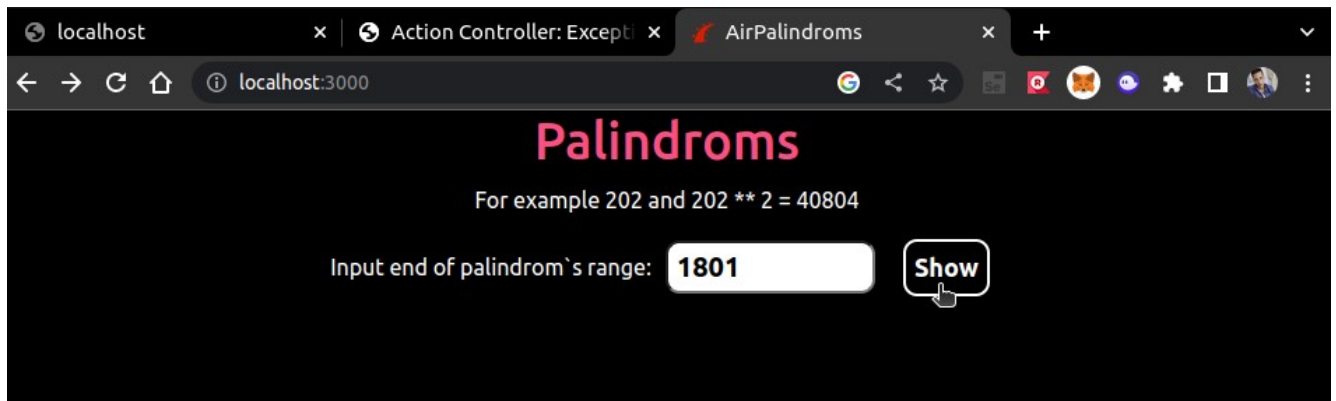 localhost
Action Controller: Excepti
AirPalindroms
localhost:3000
Se
R
Palindroms
For example 202 and 202 ** 2 = 40804
Input end of palindrom`s range: 1801 Show